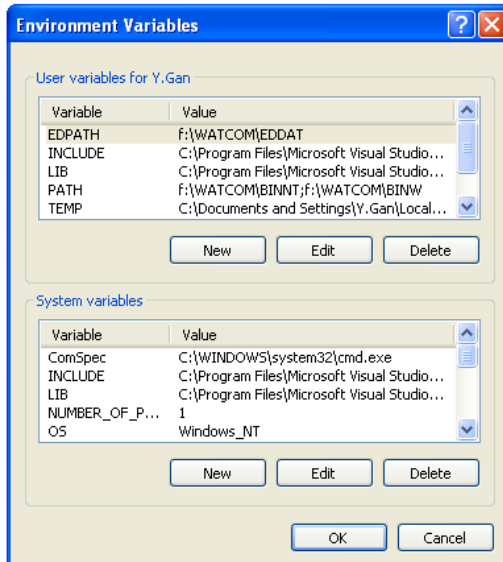 Environment Variables
User variables for Y.Gan
Variable Value
EDPATH f:\WATCOM\EDDAT
INCLUDE C:\Program Files\Microsoft Visual Studio...
LIB C:\Program Files\Microsoft Visual Studio...
PATH f:\WATCOM\BINNT;f:\WATCOM\BINW
TEMP C:\Documents and Settings\Y.Gan\Local...
New Edit Delete
System variables
Variable Value
ComSpec C:\WINDOWS\system32\cmd.exe
INCLUDE C:\Program Files\Microsoft Visual Studio...
LIB C:\Program Files\Microsoft Visual Studio...
NUMBER_OF_P... 1
OS Windows_NT
New Edit Delete
OK Cancel